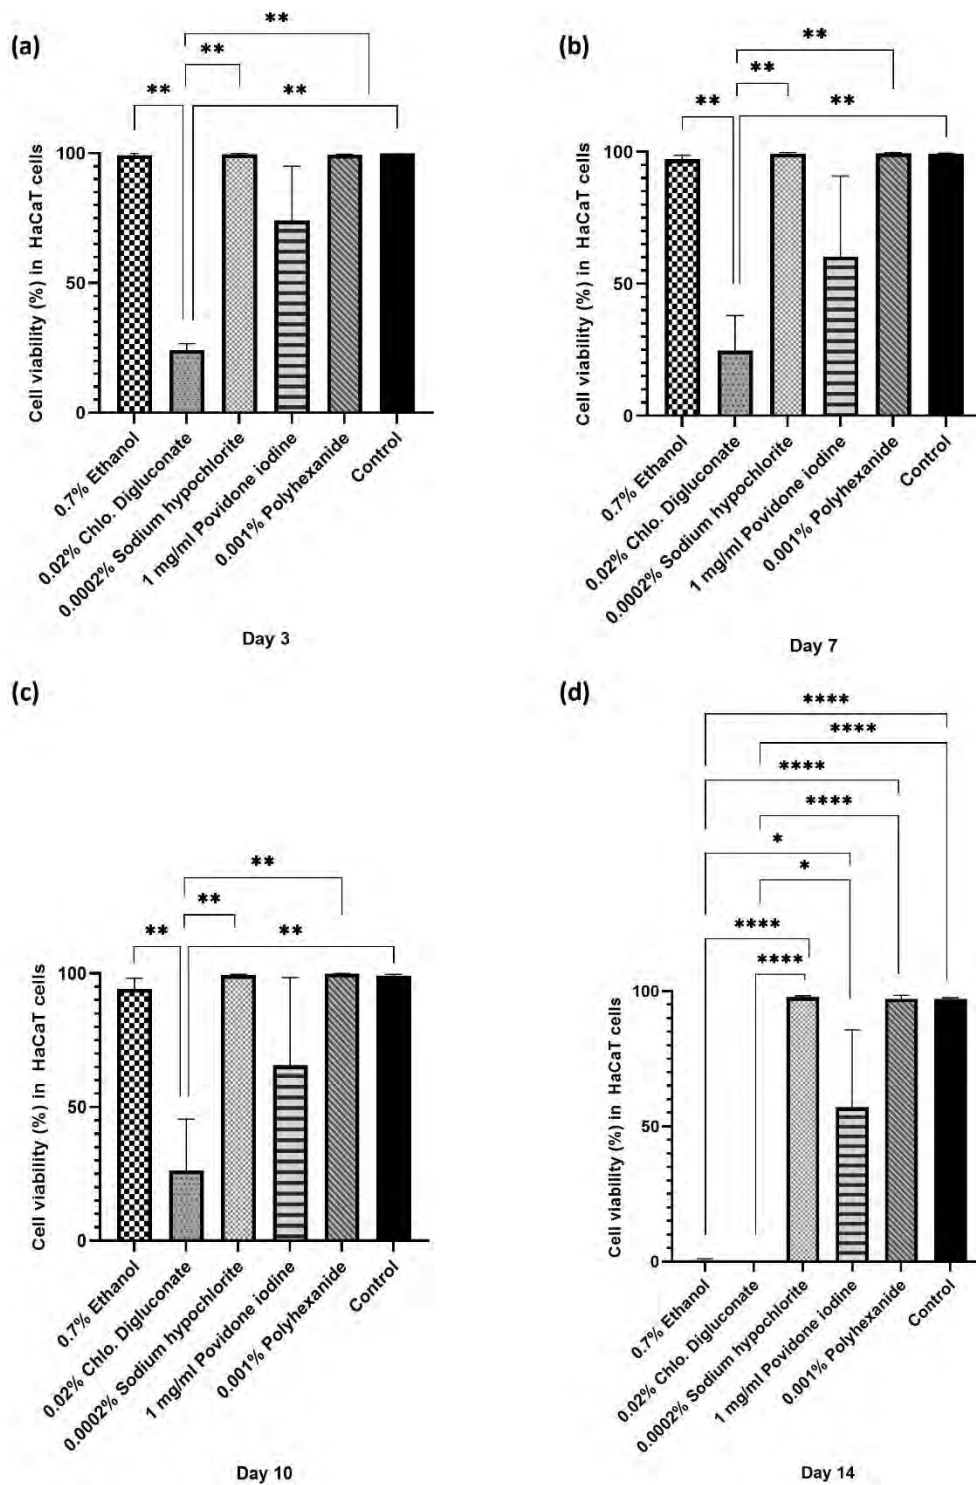 (a)
**
**
**
**
Cell viability (%) in HaCaT cells
100
50
0
0.7% Ethanol
0.02% Chlo. Digluconate
0.0002% Sodium hypochlorite
1 mg/ml Povidone iodine
0.001% Polyhexanide
Control
Day 3
(b)
**
**
**
**
Cell viability (%) in HaCaT cells
100
50
0
0.7% Ethanol
0.02% Chlo. Digluconate
0.0002% Sodium hypochlorite
1 mg/ml Povidone iodine
0.001% Polyhexanide
Control
Day 7
(c)
**
**
**
**
Cell viability (%) in HaCaT cells
100
50
0
0.7% Ethanol
0.02% Chlo. Digluconate
0.0002% Sodium hypochlorite
1 mg/ml Povidone iodine
0.001% Polyhexanide
Control
Day 10
(d)
****
****
****
****
*
*
****
****
Cell viability (%) in HaCaT cells
100
50
0
0.7% Ethanol
0.02% Chlo. Digluconate
0.0002% Sodium hypochlorite
1 mg/ml Povidone iodine
0.001% Polyhexanide
Control
Day 14